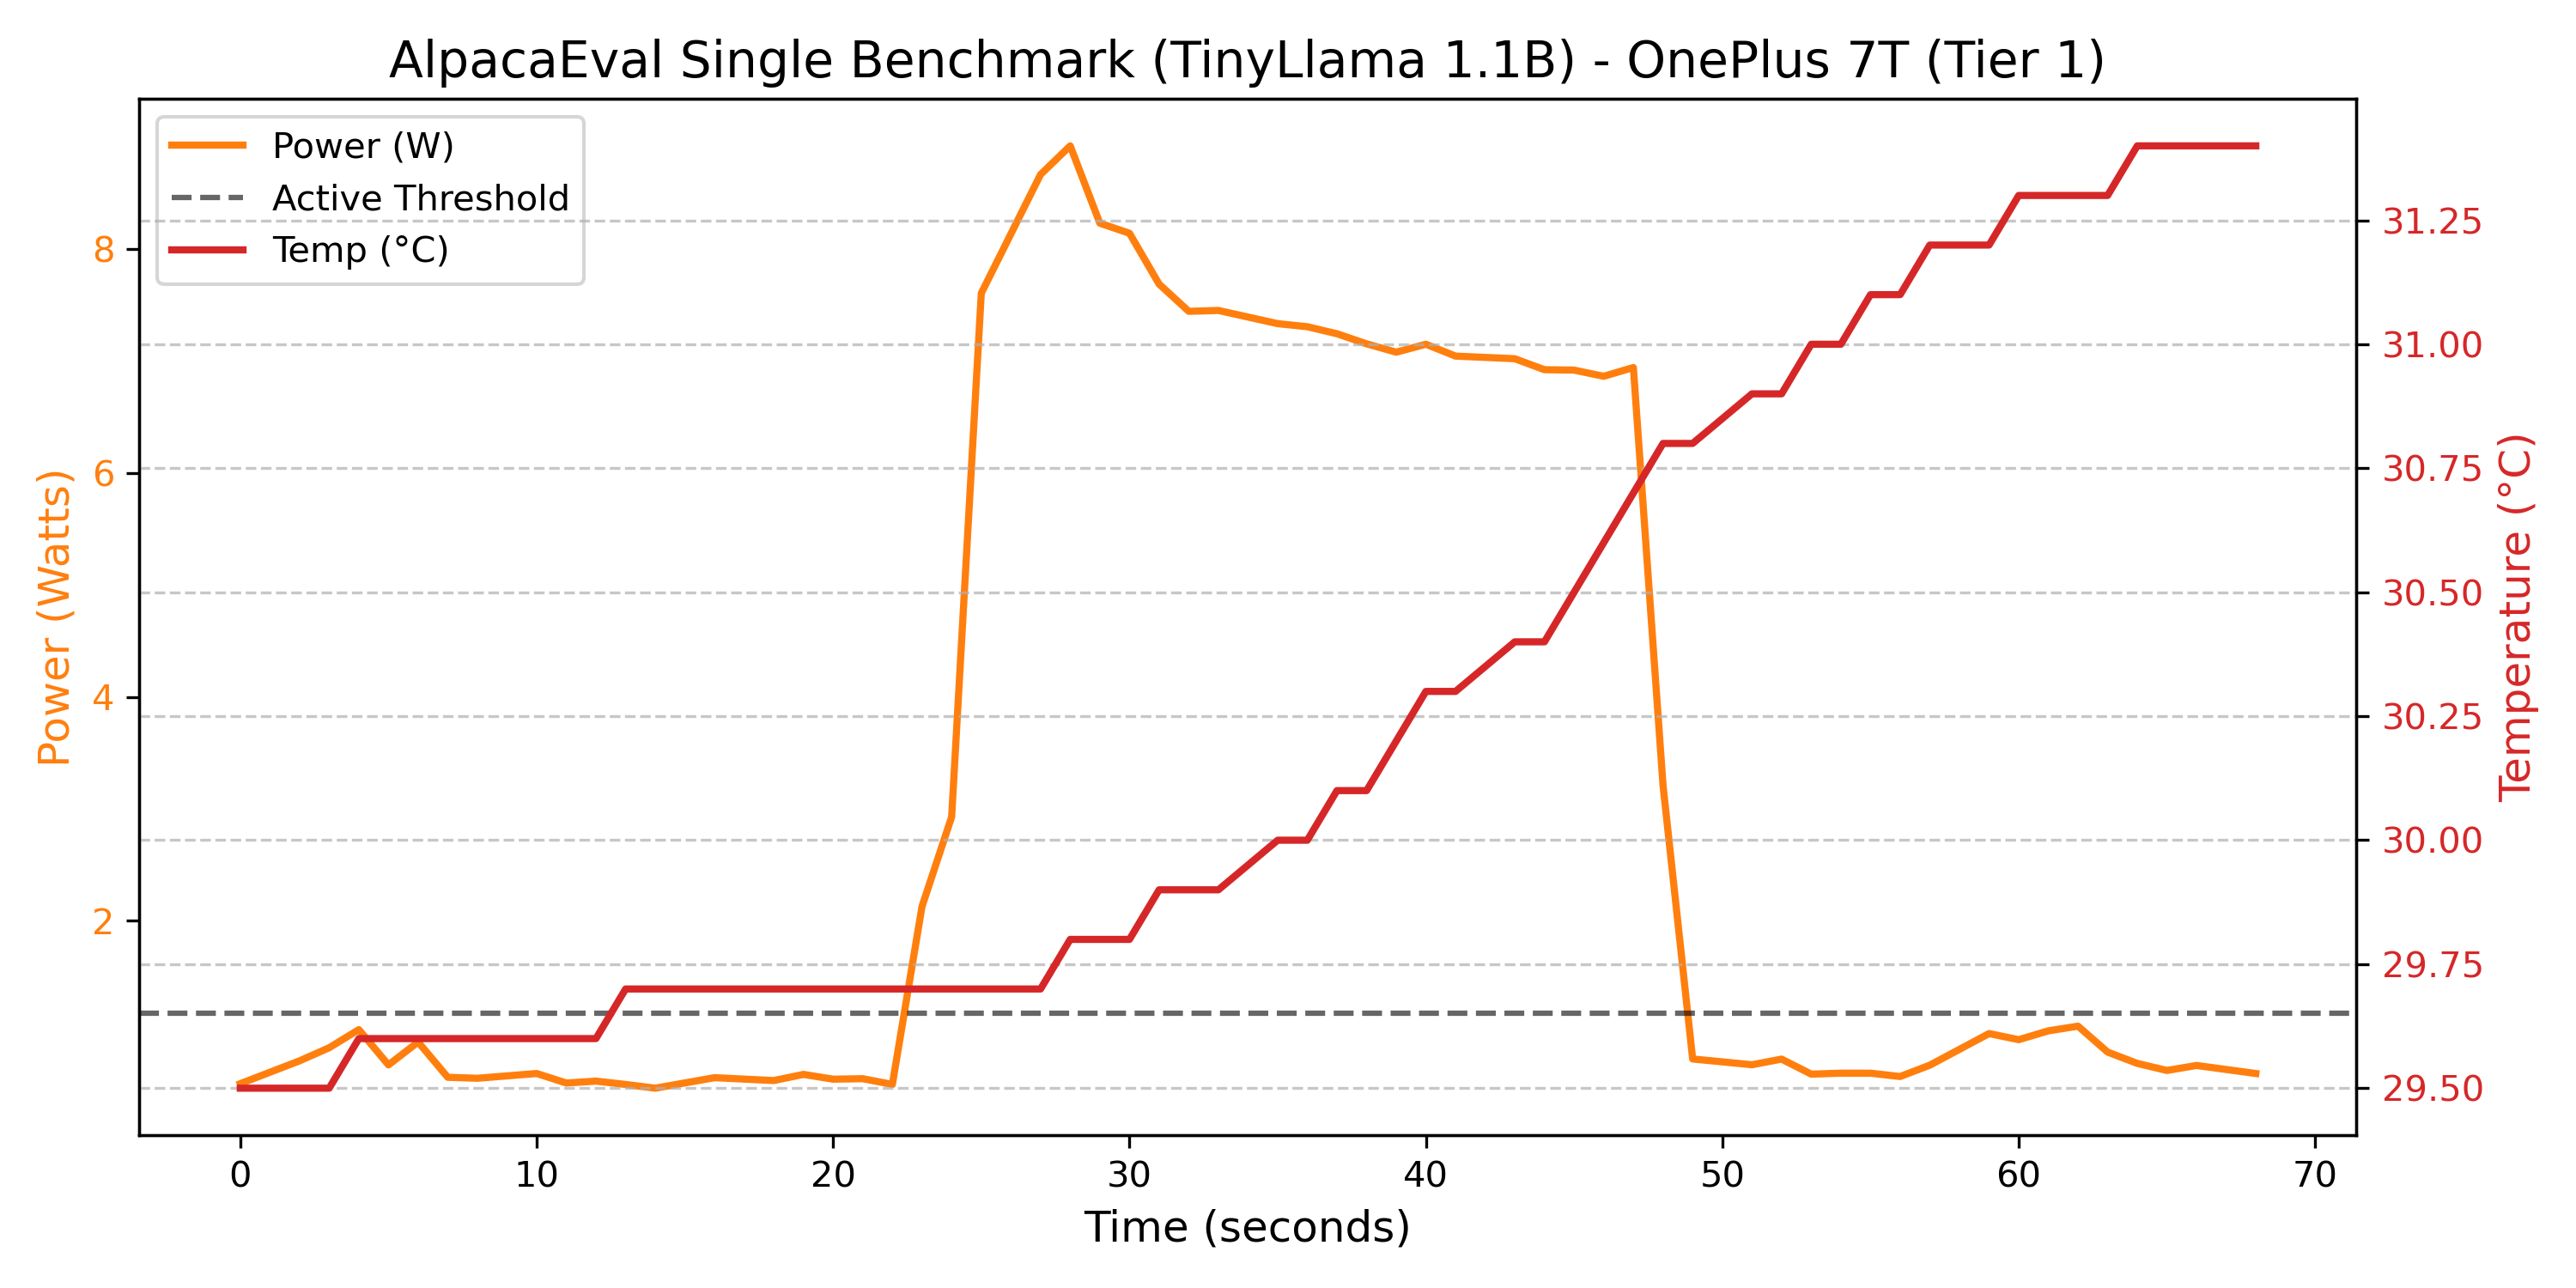 AlpacaEval Single Benchmark (TinyLlama 1.1B) - OnePlus 7T (Tier 1)
Power (W)
Active Threshold
Temp (°C)
Power (Watts)
8
6
4
2
31.25
31.00
30.75
30.50
30.25
30.00
29.75
29.50
Temperature (°C)
0 10 20 30 40 50 60 70
Time (seconds)